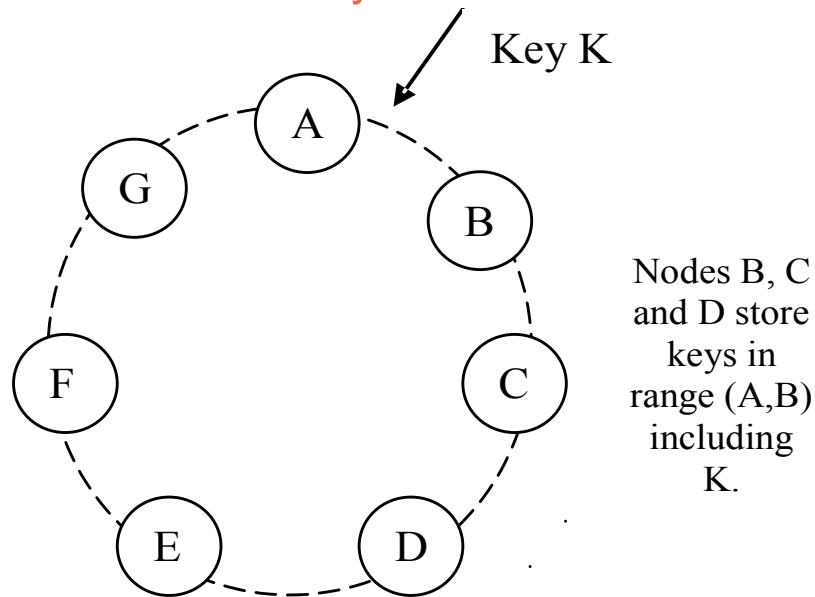 Key K
A
G
B
Nodes B, C
and D store
keys in
range (A,B)
including
K.
F
C
E
D